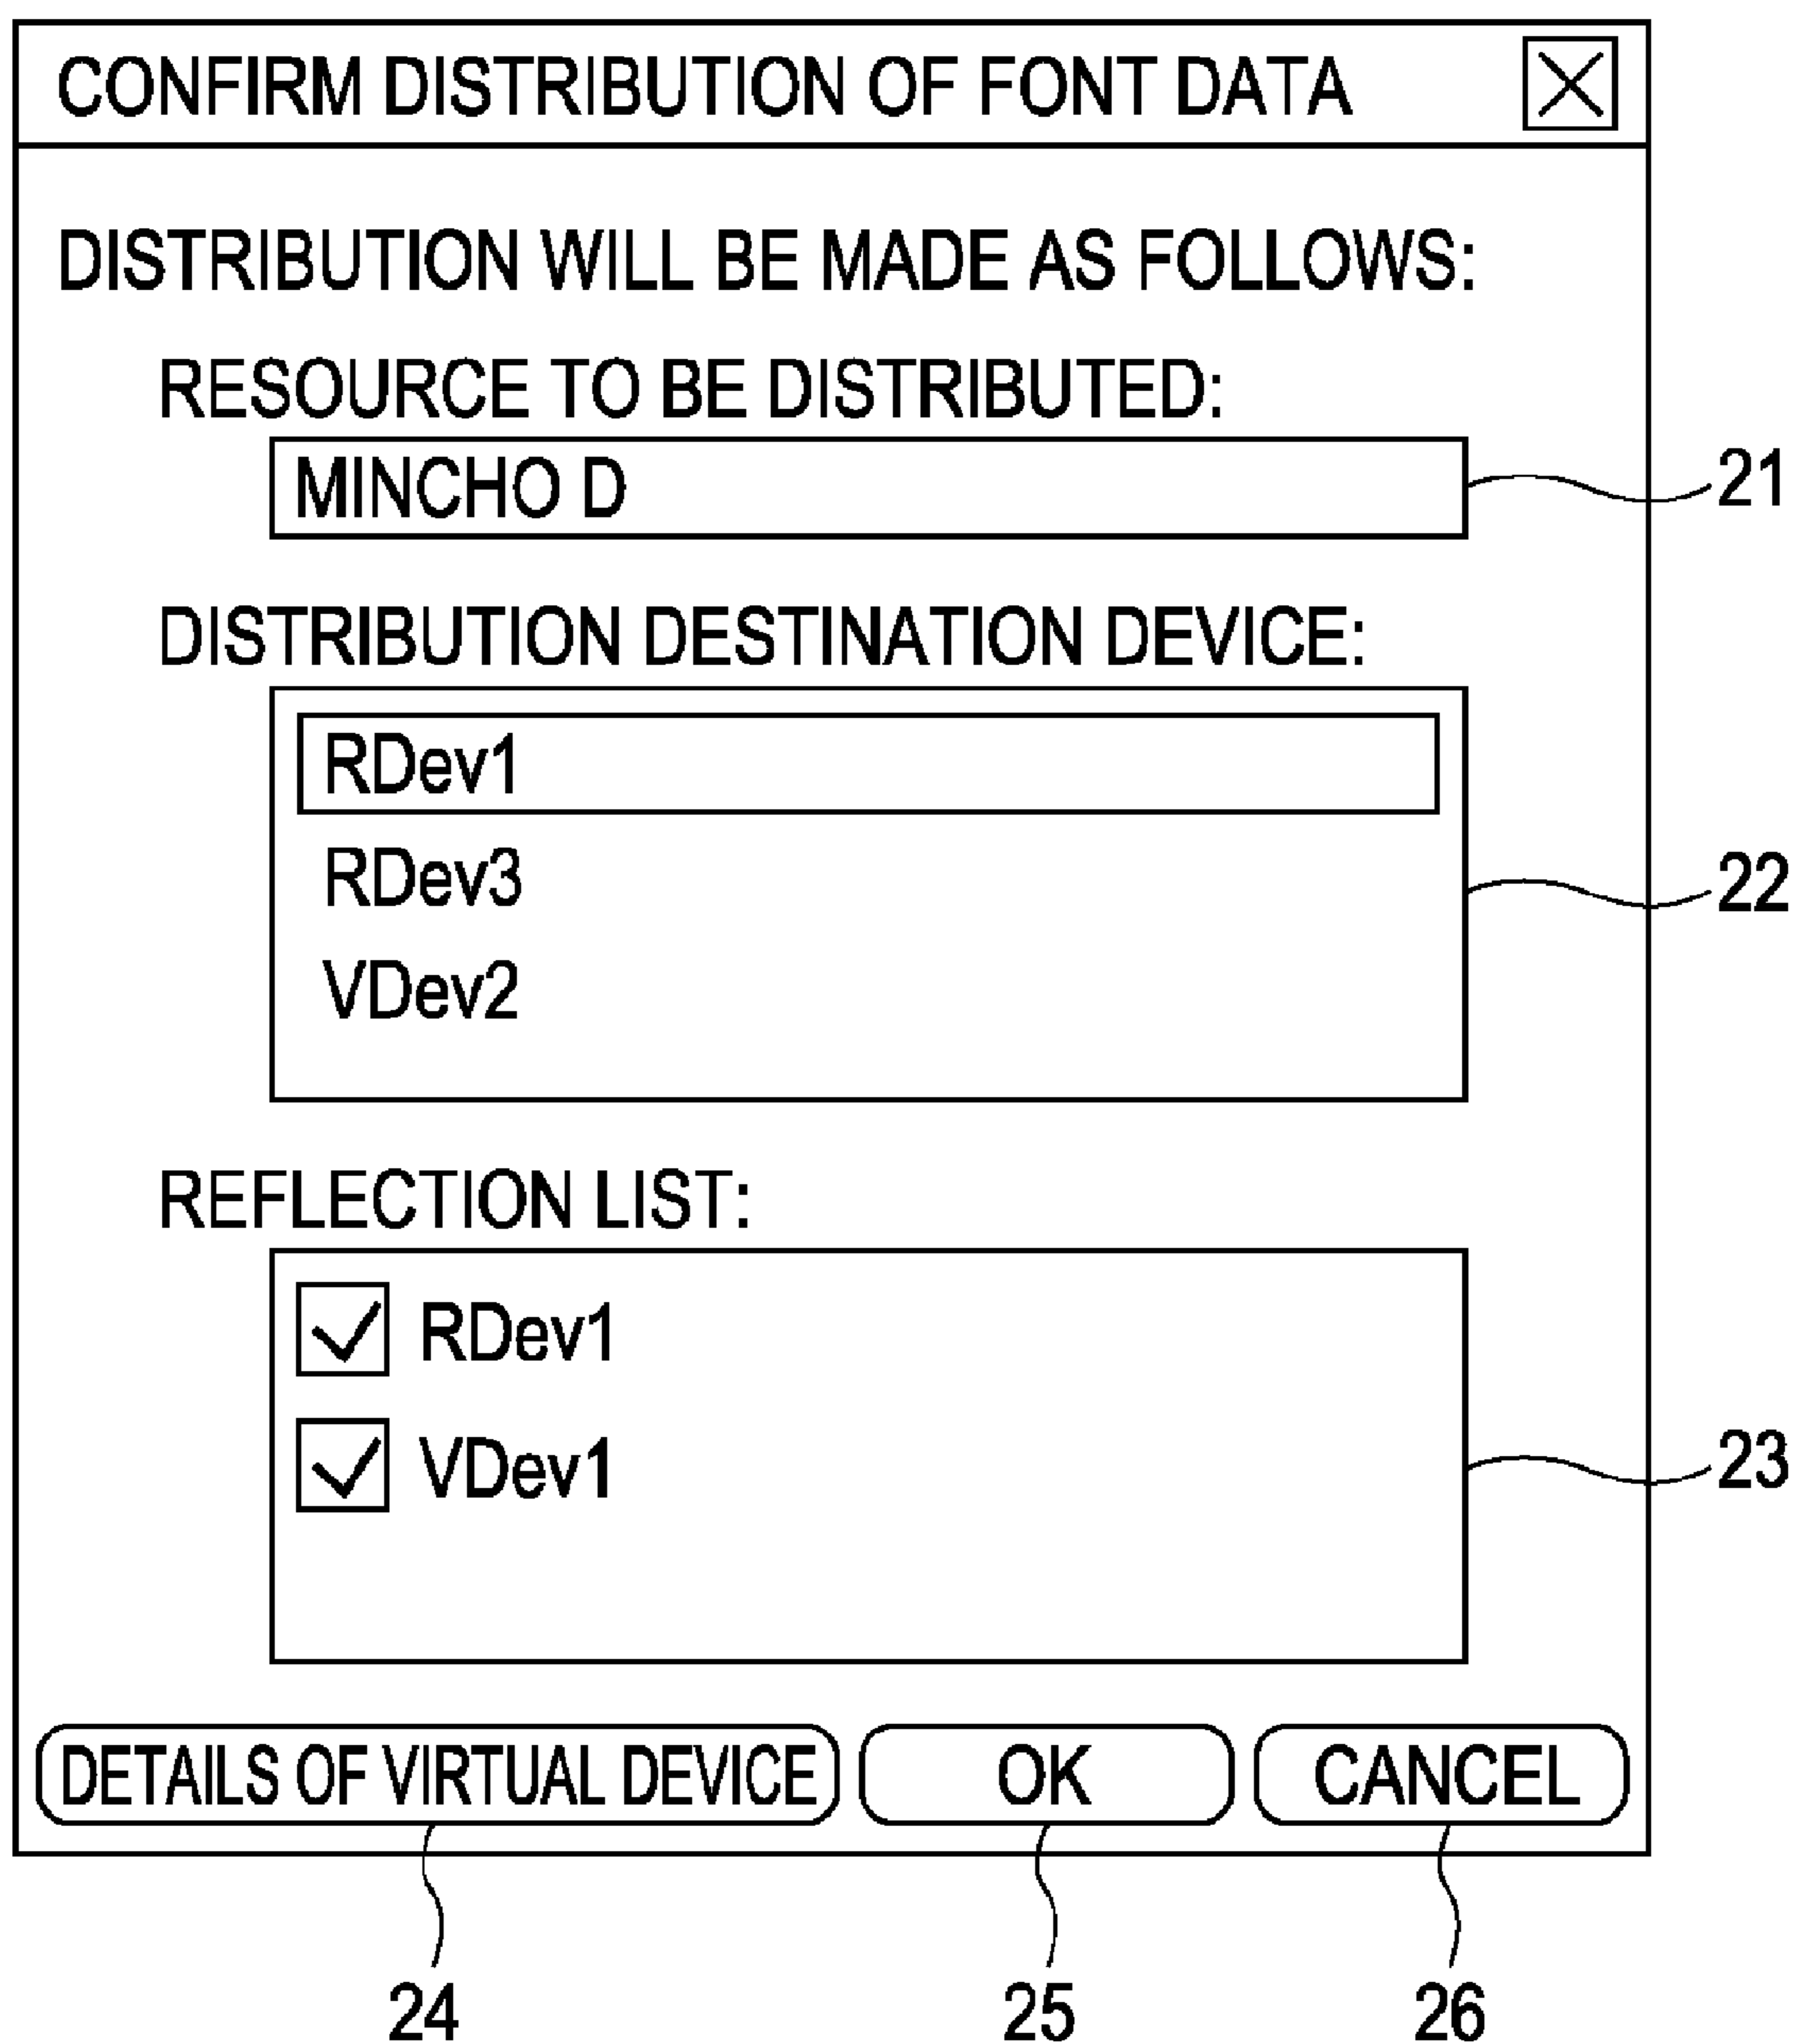 CONFIRM DISTRIBUTION OF FONT DATA
DISTRIBUTION WILL BE MADE AS FOLLOWS:
RESOURCE TO BE DISTRIBUTED:
MINCHO D
21
DISTRIBUTION DESTINATION DEVICE:
RDev1
RDev3
22
VDev2
REFLECTION LIST:
RDev1
VDev1
23
DETAILS OF VIRTUAL DEVICE OK CANCEL
24 25 26